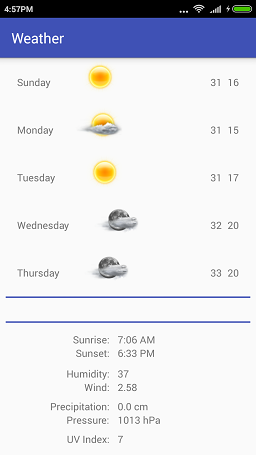 4:57PM
Weather
Sunday 31 16
Monday 31 15
Tuesday 31 17
Wednesday 32 20
Thursday 33 20
Sunrise: 7:06 AM
Sunset: 6:33 PM
Humidity: 37
Wind: 2.58
Precipitation: 0.0 cm
Pressure: 1013 hPa
UV Index: 7